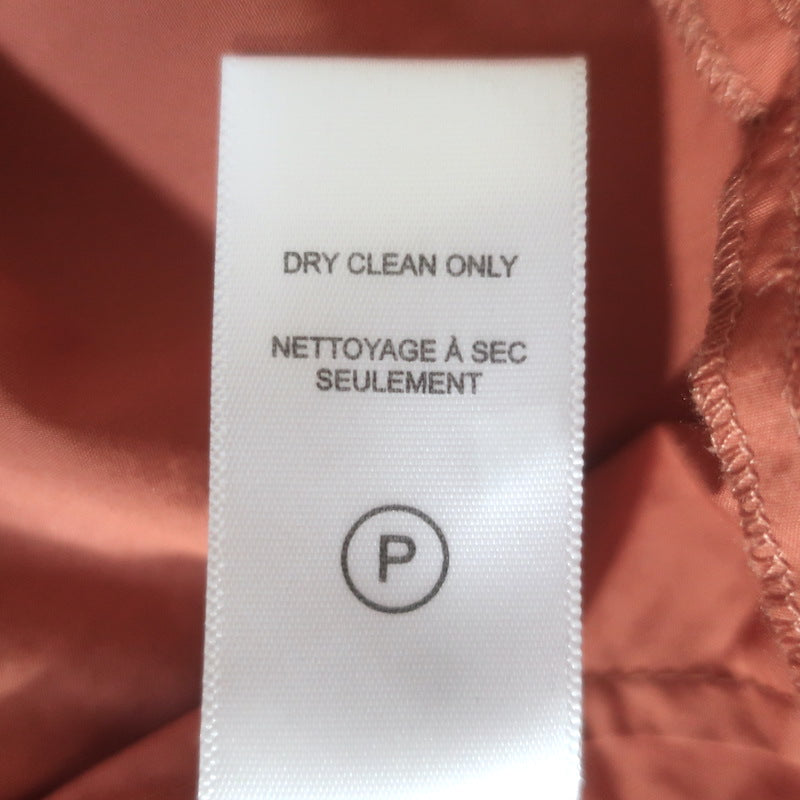 DRY CLEAN ONLY
NETTOYAGE À SEC
SEULEMENT
P